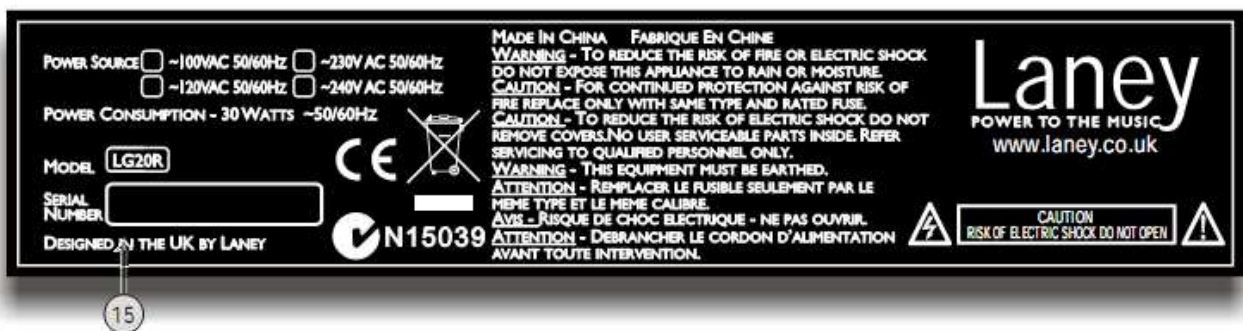 POWER SOURCE ~100VAC 50/60HZ ~230V AC 50/60HZ
~120VAC 50/60HZ ~240V AC 50/60HZ
POWER CONSUMPTION - 30 WATTS ~50/60HZ
MODEL LG20R
SERIAL
NUMBER
DESIGNED IN THE UK BY LANEY
15
CE
N15039
MADE IN CHINA FABRIQUE EN CHINE
WARNING - TO REDUCE THE RISK OF FIRE OR ELECTRIC SHOCK
DO NOT EXPOSE THIS APPLIANCE TO RAIN OR MOISTURE.
CAUTION - FOR CONTINUED PROTECTION AGAINST RISK OF
FIRE REPLACE ONLY WITH SAME TYPE AND RATED FUSE.
CAUTION - TO REDUCE THE RISK OF ELECTRIC SHOCK DO NOT
REMOVE COVERS.NO USER SERVICEABLE PARTS INSIDE. REFER
SERVICING TO QUALIFIED PERSONNEL ONLY.
WARNING - THIS EQUIPMENT MUST BE EARTHED.
ATTENTION - REMPLACER LE FUSIBLE SEULEMENT PAR LE
MEME TYPE ET LE MEME CALIBRE.
AVIS - RISQUE DE CHOC ELECTRIQUE - NE PAS OUVRIR.
ATTENTION - DEBRANCHER LE CORDON D'ALIMENTATION
AVANT TOUTE INTERVENTION.
Laney
POWER TO THE MUSIC
www.laney.co.uk
CAUTION
RISK OF ELECTRIC SHOCK DO NOT OPEN